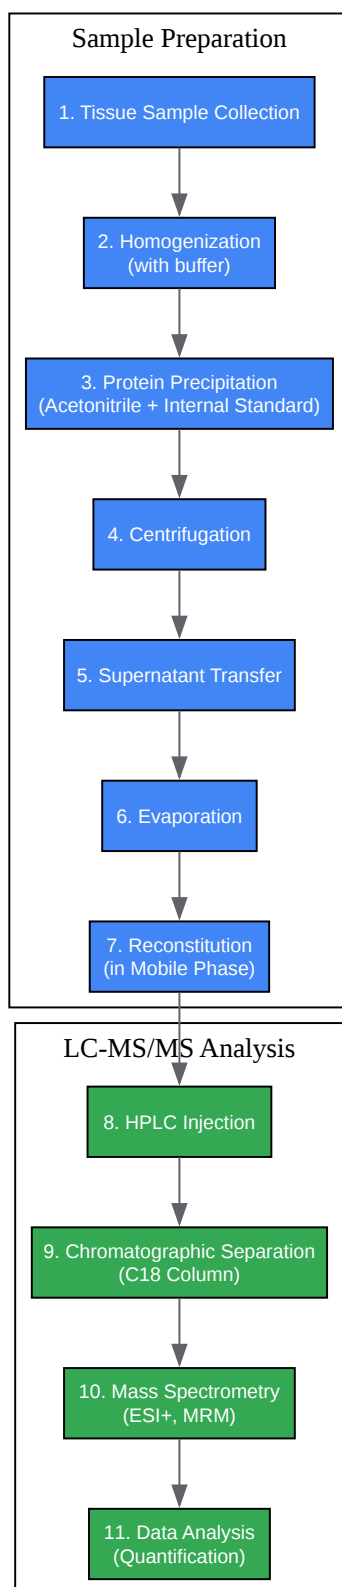 Sample Preparation
1. Tissue Sample Collection
2. Homogenization
(with buffer)
3. Protein Precipitation
(Acetonitrile + Internal Standard)
4. Centrifugation
5. Supernatant Transfer
6. Evaporation
7. Reconstitution
(in Mobile Phase)
LC-MS/MS Analysis
8. HPLC Injection
9. Chromatographic Separation
(C18 Column)
10. Mass Spectrometry
(ESI+, MRM)
11. Data Analysis
(Quantification)